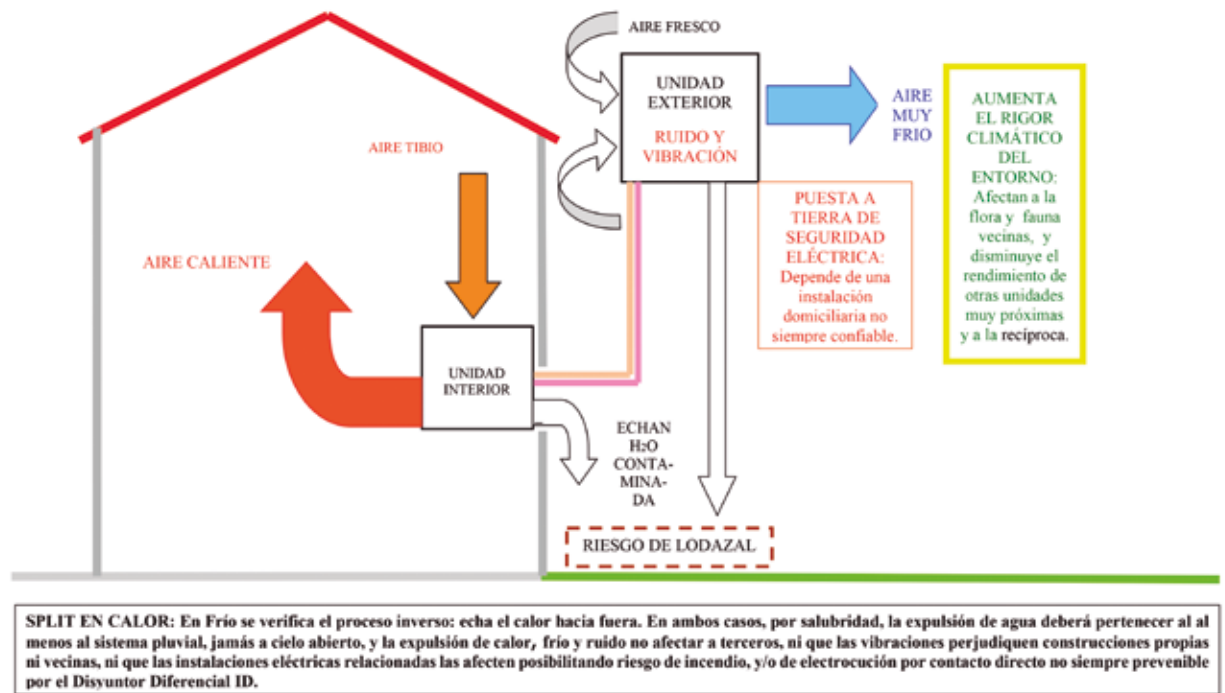 AIRE FRESCO
UNIDAD
EXTERIOR
RUIDO Y
VIBRACIÓN
AIRE
MUY
FRIO
AUMENTA
EL RIGOR
CLIMÁTICO
DEL
ENTORNO:
Afectan a la
flora y fauna
vecinas, y
disminuye el
rendimiento de
otras unidades
muy próximas
y a la recíproca.
AIRE TIBIO
PUESTA A
TIERRA DE
SEGURIDAD
ELÉCTRICA:
Depende de una
instalación
domiciliaria no
siempre confiable.
AIRE CALIENTE
UNIDAD
INTERIOR
ECHAN
H2O
CONTA-
MINA-
DA
RIESGO DE LODAZAL
SPLIT EN CALOR: En Frío se verifica el proceso inverso: echa el calor hacia fuera. En ambos casos, por salubridad, la expulsión de agua deberá pertenecer al al
menos al sistema pluvial, jamás a cielo abierto, y la expulsión de calor, frío y ruido no afectar a terceros, ni que las vibraciones perjudiquen construcciones propias
ni vecinas, ni que las instalaciones eléctricas relacionadas las afecten posibilitando riesgo de incendio, y/o de electrocución por contacto directo no siempre prevenible
por el Disyuntor Diferencial ID.